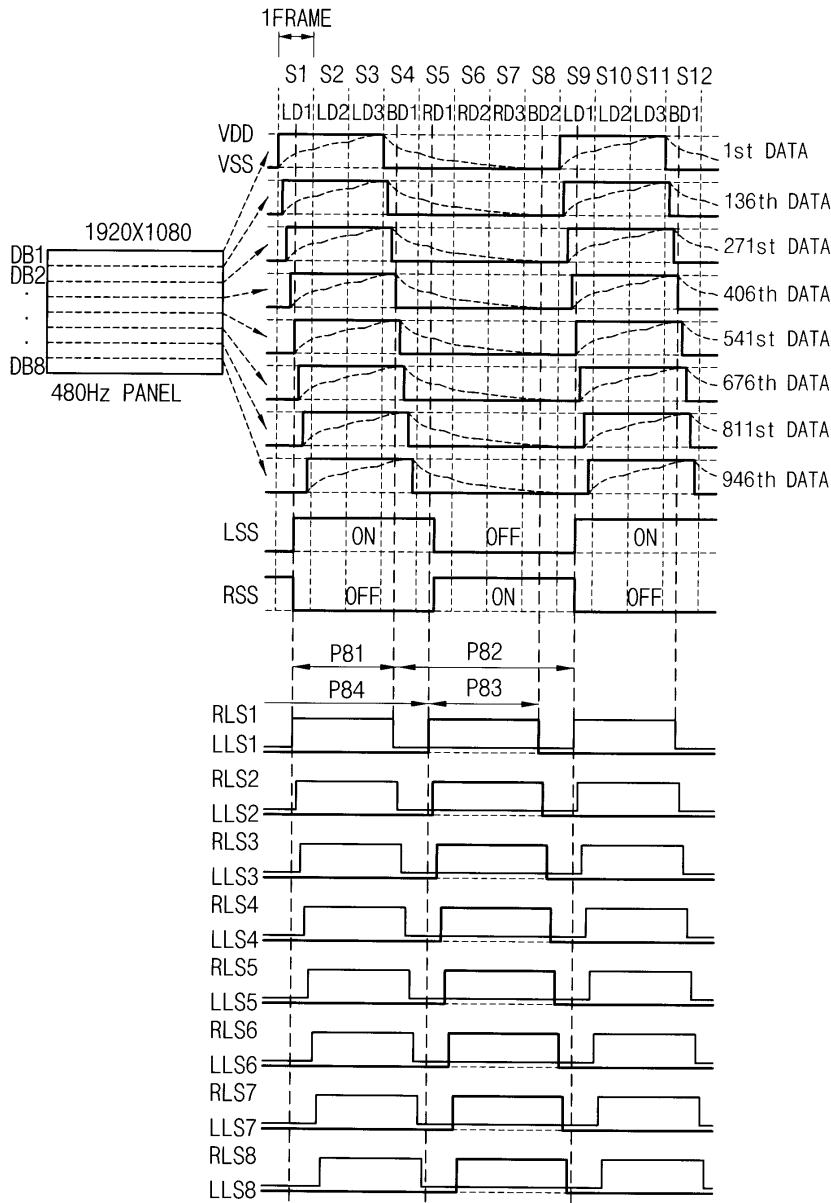 1FRAME
S1 S2 S3 S4 S5 S6 S7 S8 S9 S10 S11 S12
LD1 LD2 LD3 BD1 RD1 RD2 RD3 BD2 LD1 LD2 LD3 BD1
VDD
VSS
1st DATA
136th DATA
1920X1080
271st DATA
DB1
DB2
.
.
.
DB8
480Hz PANEL
406th DATA
541st DATA
676th DATA
811st DATA
946th DATA
LSS ON OFF ON
RSS OFF ON OFF
P81 P82
P84 P83
RLS1
LLS1
RLS2
LLS2
RLS3
LLS3
RLS4
LLS4
RLS5
LLS5
RLS6
LLS6
RLS7
LLS7
RLS8
LLS8